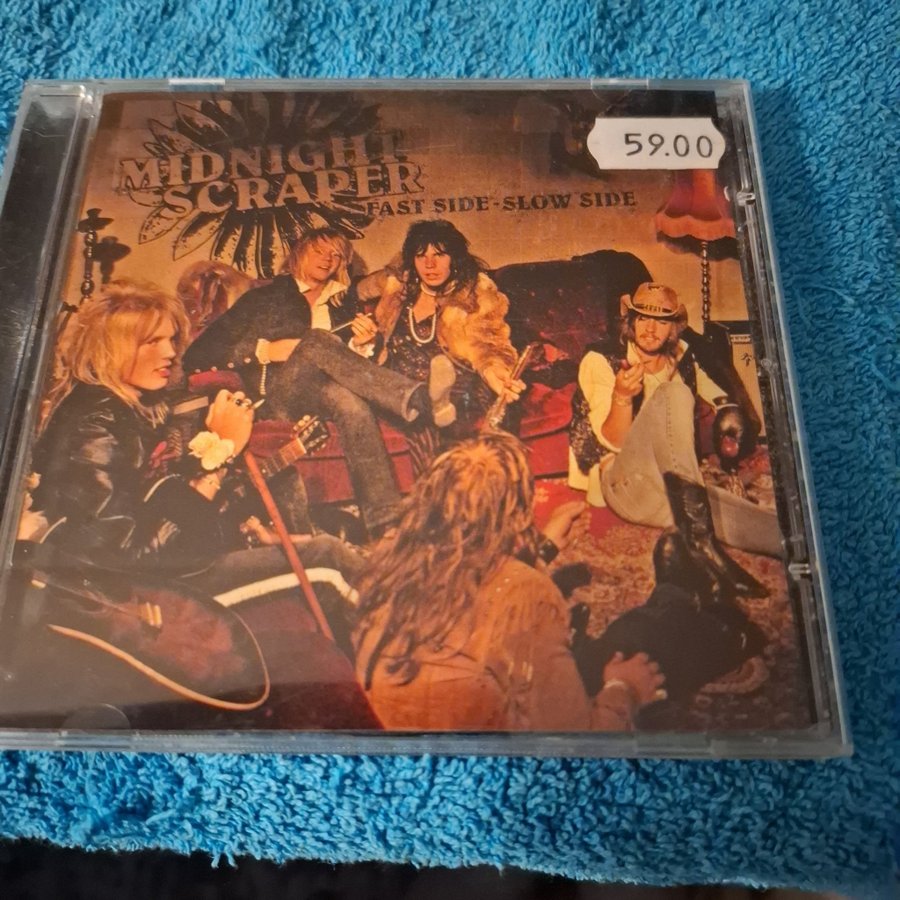 MIDNIGHT
SCRAPER
FAST SIDE-SLOW SIDE
59.00